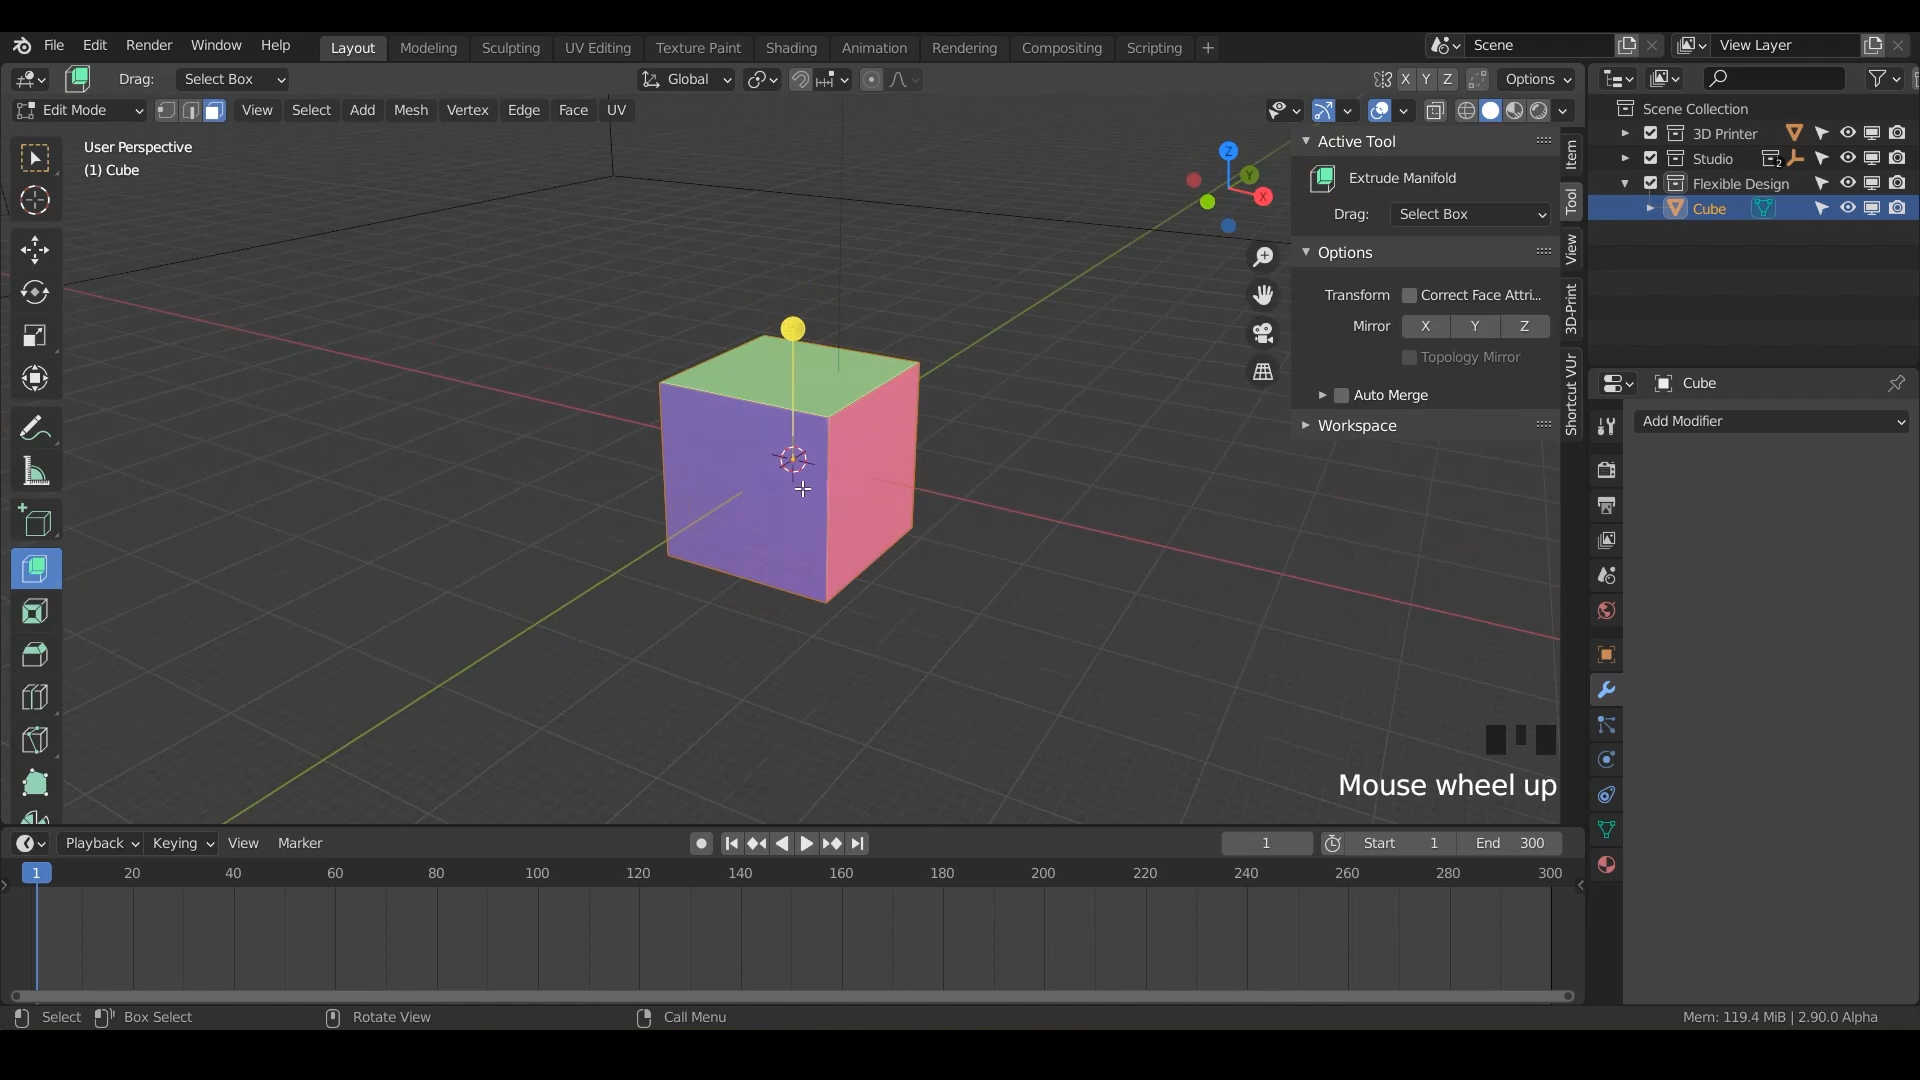 File Edit Render Window Help Layout Modeling Sculpting UV Editing Texture Paint Shading Animation Rendering Compositing Scripting + Scene View Layer
Drag: Select Box Global X Y Z Options
Edit Mode View Select Add Mesh Vertex Edge Face UV
User Perspective
(1) Cube
Z
Y
X
Active Tool
Extrude Manifold
Drag: Select Box
Options
Transform Correct Face Attri...
Mirror X Y Z
Topology Mirror
Auto Merge
Workspace
Item
Tool
View
3D-Print
Shortcut VUr
Scene Collection
3D Printer
Studio 2
Flexible Design
Cube
Cube
Add Modifier
Mouse wheel up
Playback Keying View Marker 1 Start 1 End 300
1 20 40 60 80 100 120 140 160 180 200 220 240 260 280 300
Select Box Select Rotate View Call Menu Mem: 119.4 MiB | 2.90.0 Alpha